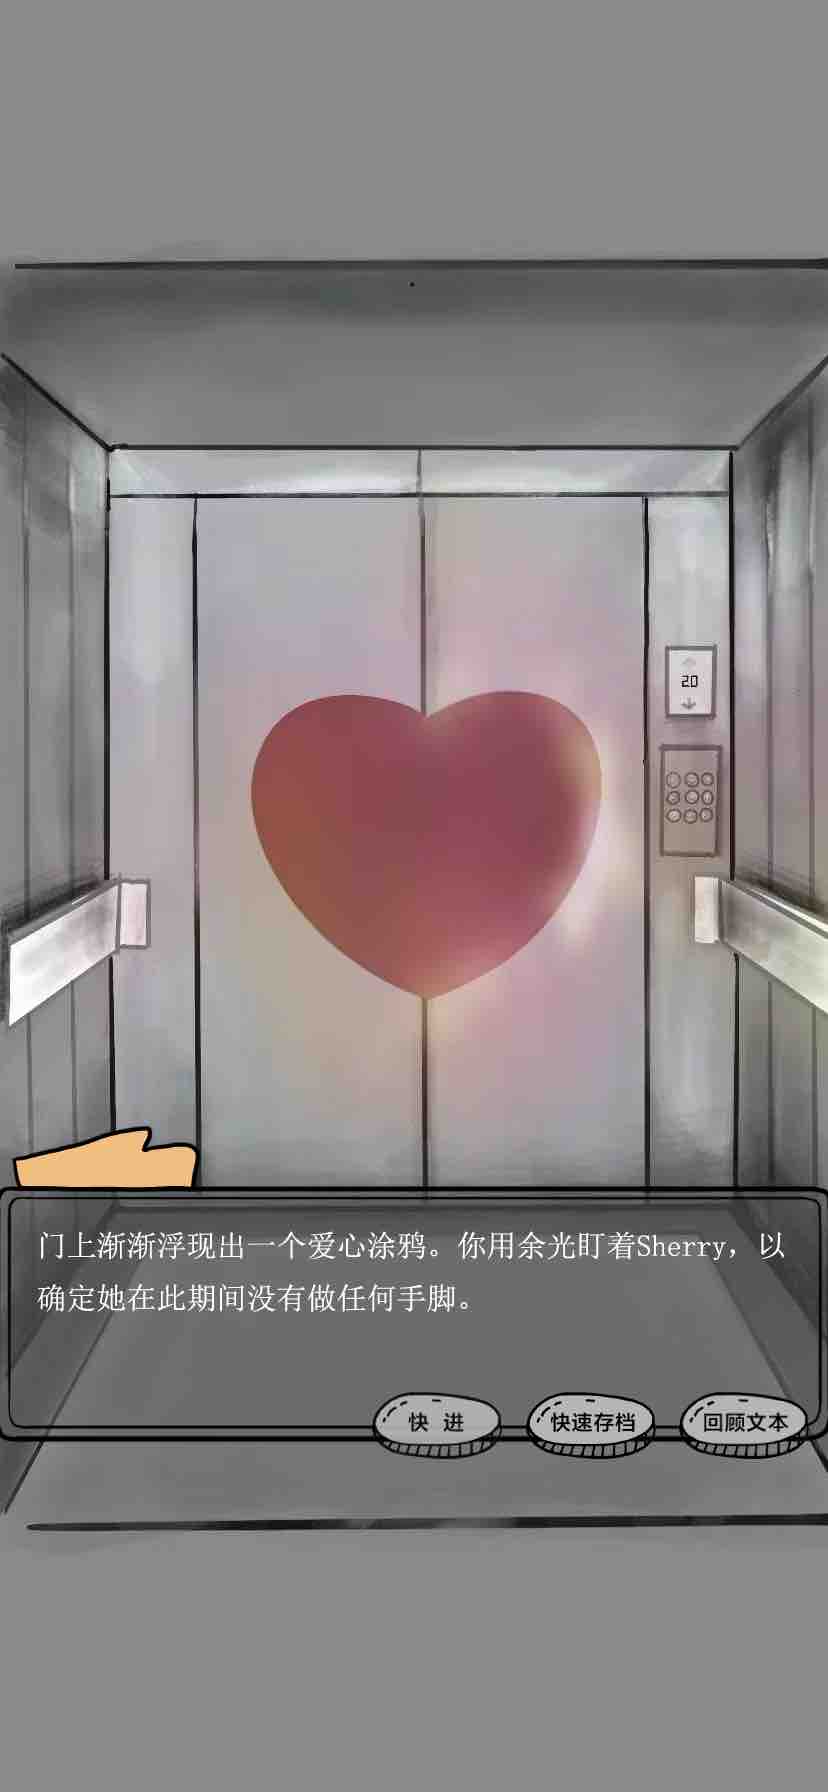 20
门上渐渐浮现出一个爱心涂鸦。你用余光盯着Sherry，以
确定她在此期间没有做任何手脚。
快 进
快速存档
回顾文本